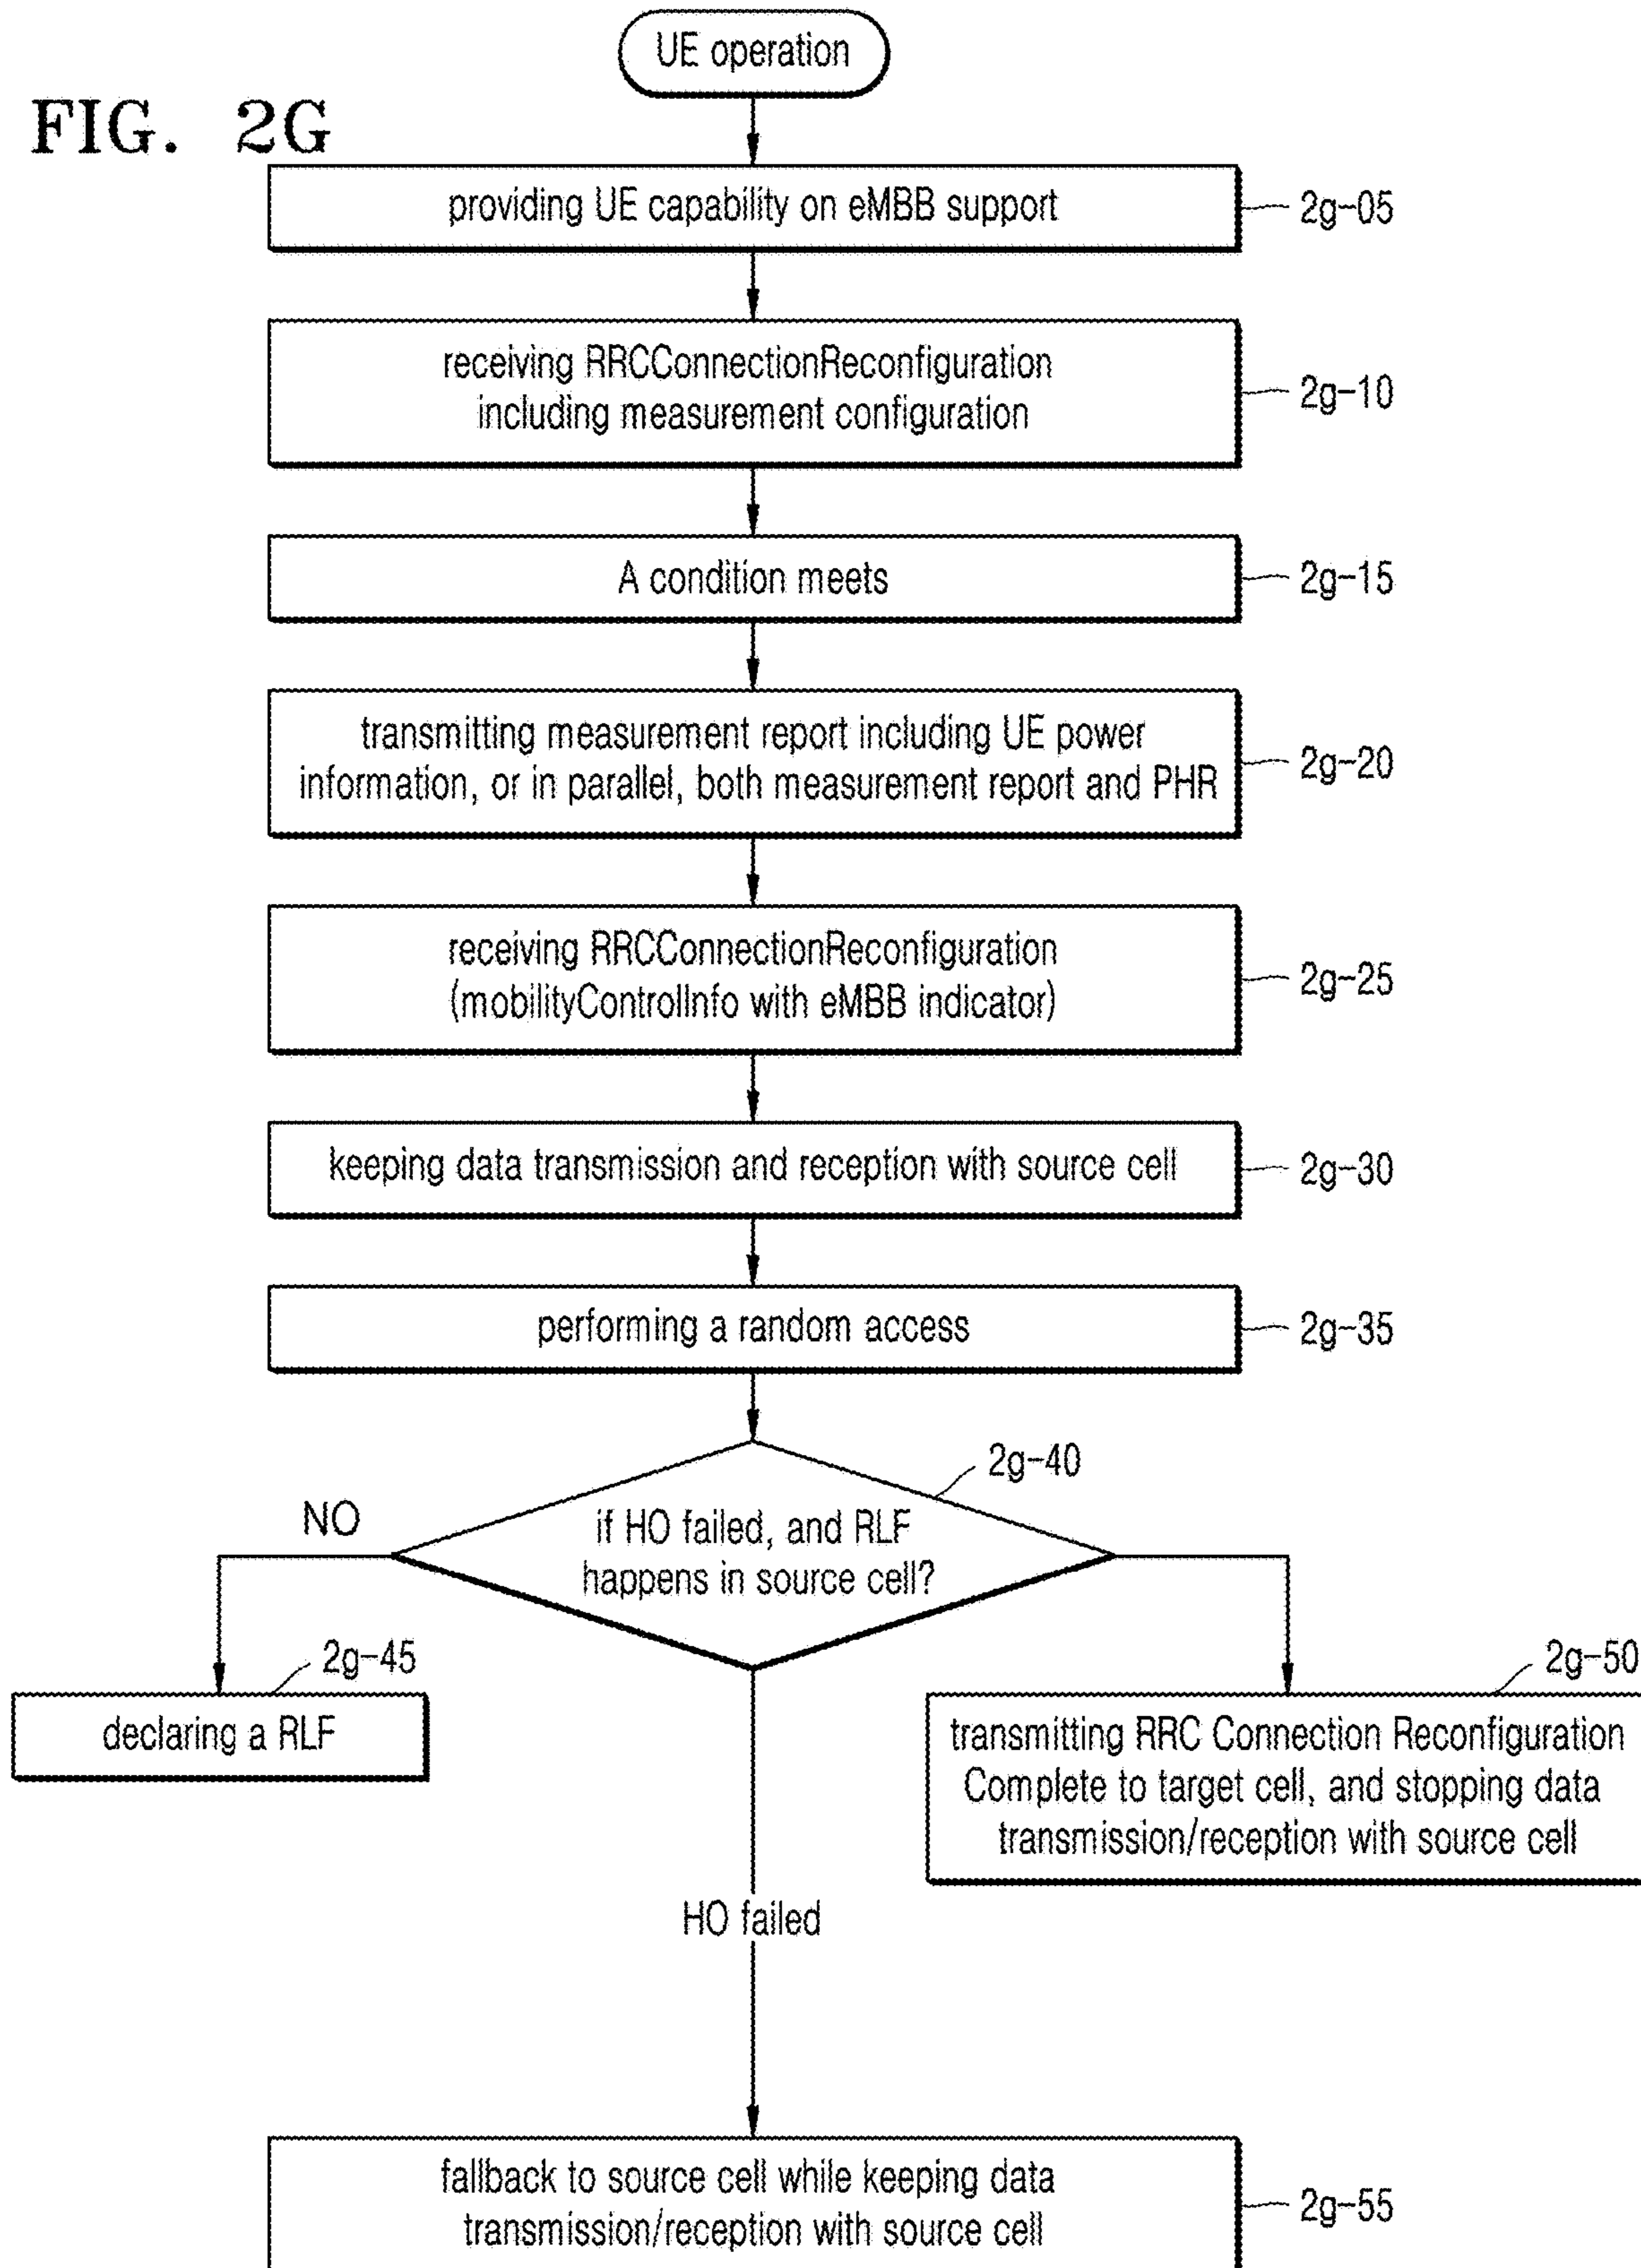 UE operation
FIG. 2G
providing UE capability on eMBB support
2g-05
receiving RRCConnectionReconfiguration
including measurement configuration
2g-10
A condition meets
2g-15
transmitting measurement report including UE power
information, or in parallel, both measurement report and PHR
2g-20
receiving RRCConnectionReconfiguration
(mobilityControlInfo with eMBB indicator)
2g-25
keeping data transmission and reception with source cell
2g-30
performing a random access
2g-35
2g-40
NO
if HO failed, and RLF
happens in source cell?
2g-45
declaring a RLF
2g-50
transmitting RRC Connection Reconfiguration
Complete to target cell, and stopping data
transmission/reception with source cell
HO failed
fallback to source cell while keeping data
transmission/reception with source cell
2g-55